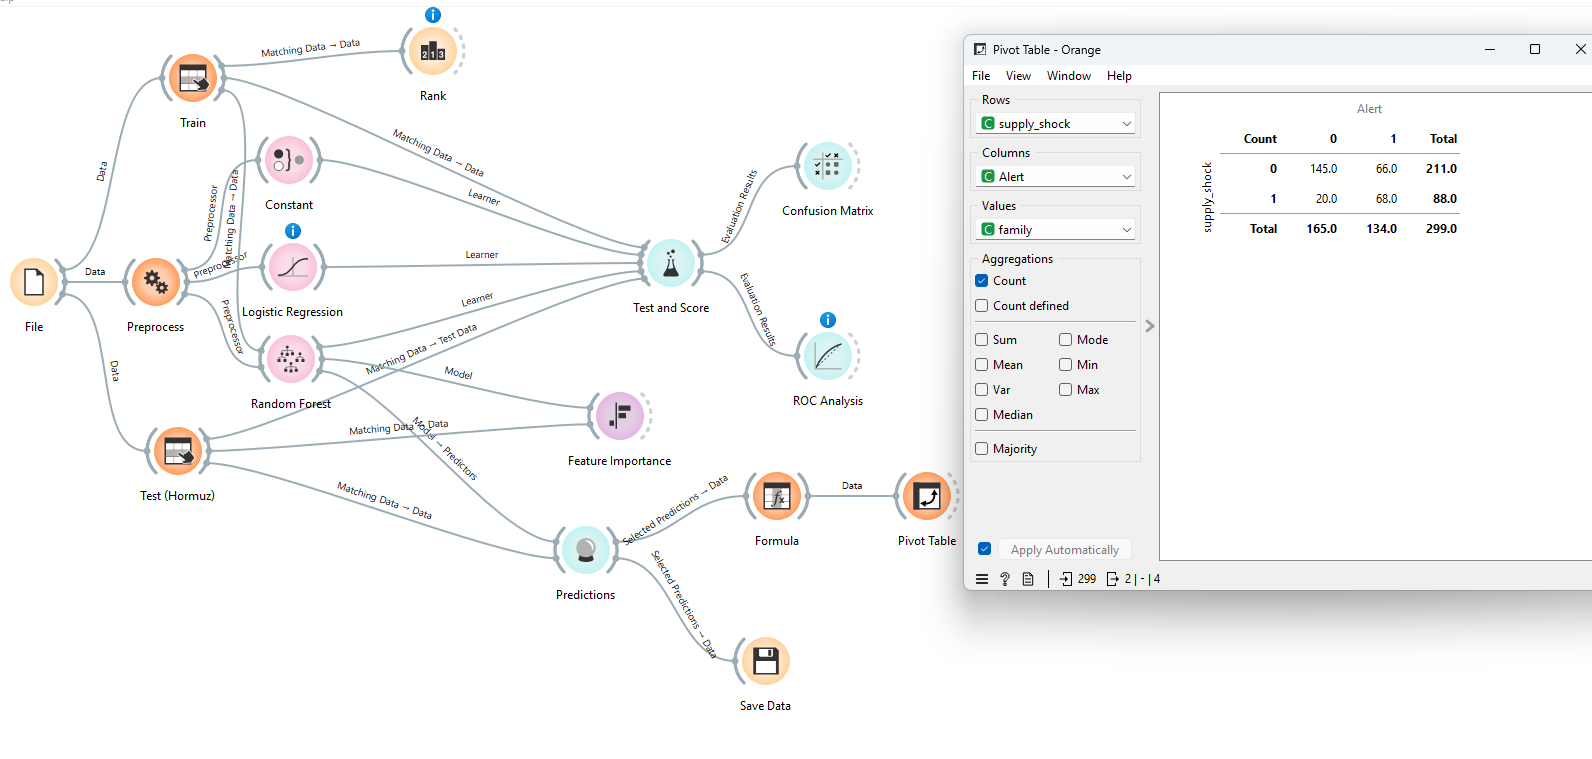 Matching Data → Data
Rank
Train
Data
Matching Data → Data
Preprocessor
Matching Data → Data
Constant
Learner
Evaluation Results
Confusion Matrix
Data
File
Preprocess
Preprocessor
Logistic Regression
Learner
Test and Score
Preprocessor
Learner
Matching Data → Test Data
Evaluation Results
Data
Random Forest
Model
ROC Analysis
Matching Data → Data
Model → Predictors
Feature Importance
Test (Hormuz)
Matching Data → Data
Selected Predictions → Data
Formula
Data
Pivot Table
Predictions
Selected Predictions → Data
Save Data
Pivot Table - Orange
File View Window Help
Rows
C supply_shock
Columns
C Alert
Values
C family
Aggregations
Count
Count defined
Sum Mode
Mean Min
Var Max
Median
Majority
Apply Automatically
299 2 | - | 4
Alert
Count 0 1 Total
supply_shock
0 145.0 66.0 211.0
1 20.0 68.0 88.0
Total 165.0 134.0 299.0